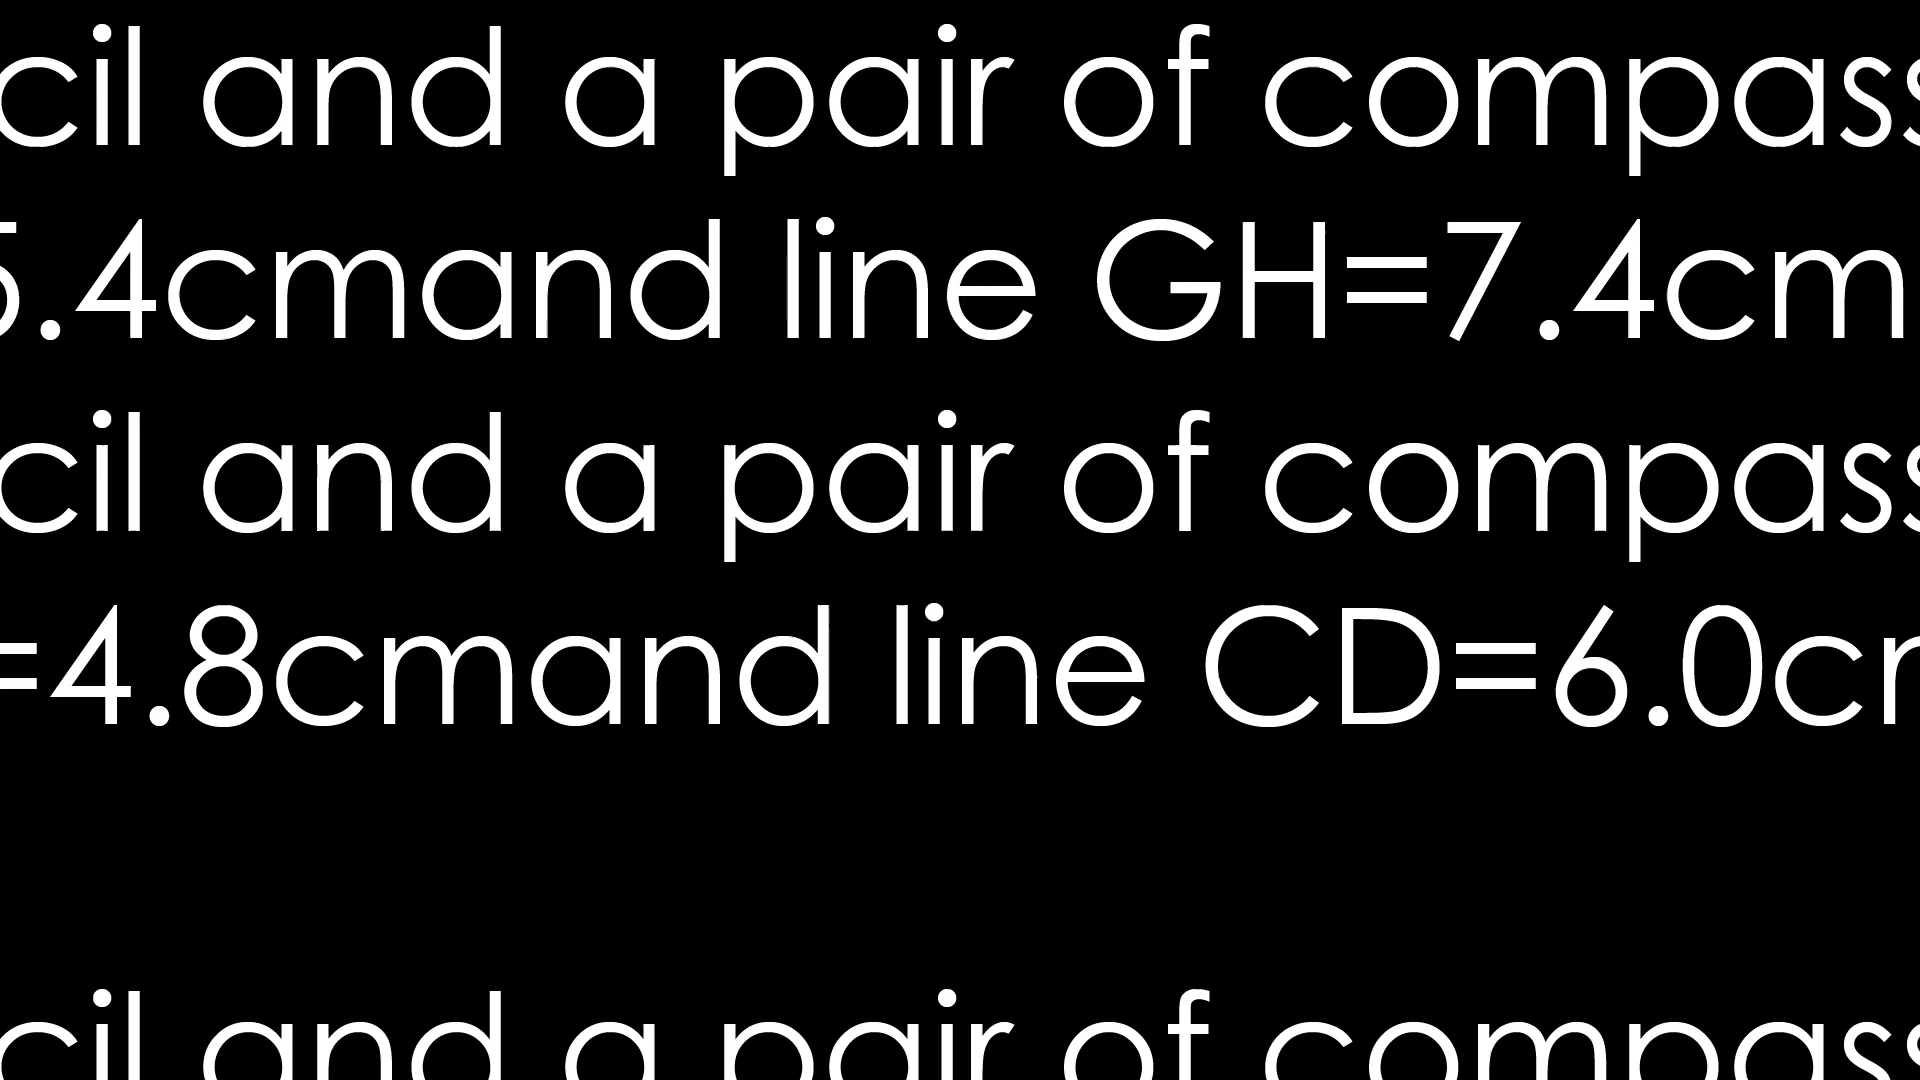 cil and a pair of compass
5.4cmand line GH=7.4cm
cil and a pair of compass
=4.8cmand line CD=6.0cm
cil and a pair of compass